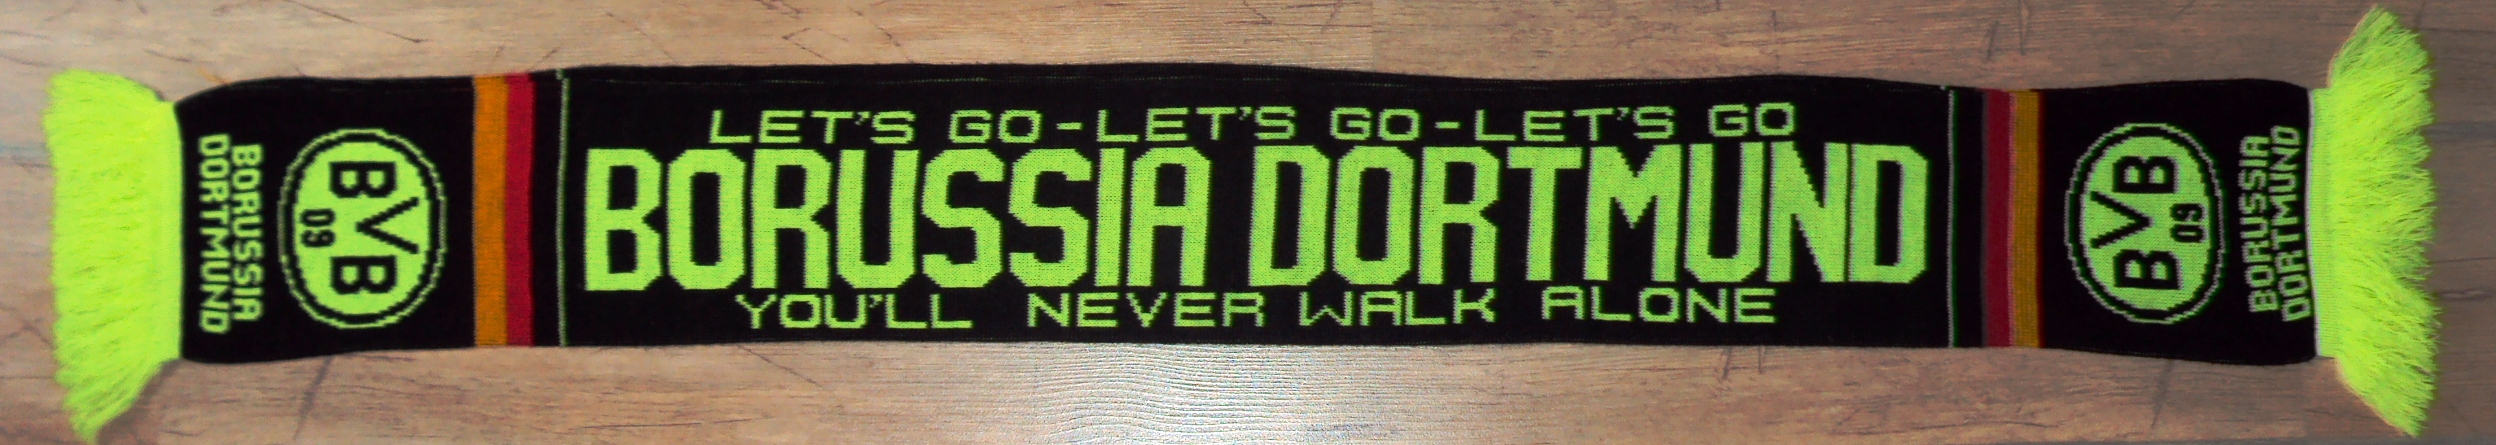 BORUSSIA
DORTMUND
BVB
09
LET'S GO-LET'S GO-LET'S GO
BORUSSIA DORTMUND
YOU'LL NEVER WALK ALONE
BVB
09
BORUSSIA
DORTMUND